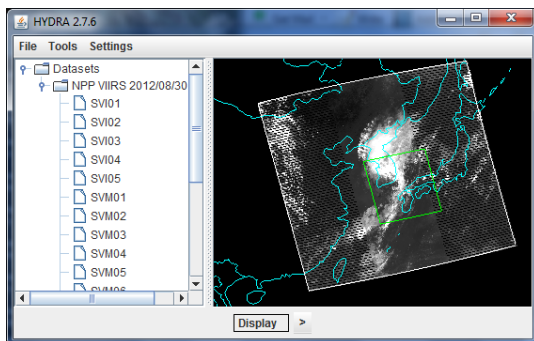 HYDRA 2.7.6
File Tools Settings
Datasets
NPP VIIRS 2012/08/30
SVI01
SVI02
SVI03
SVI04
SVI05
SVM01
SVM02
SVM03
SVM04
SVM05
SVM06
Display >